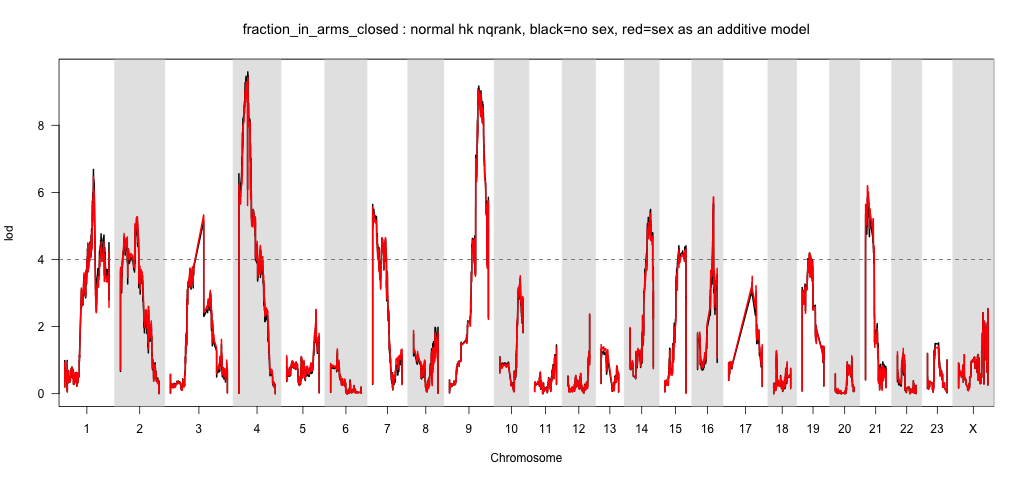 fraction_in_arms_closed : normal hk nqrank, black=no sex, red=sex as an additive model
lod
8
6
4
2
0
1 2 3 4 5 6 7 8 9 10 11 12 13 14 15 16 17 18 19 20 21 22 23 X
Chromosome